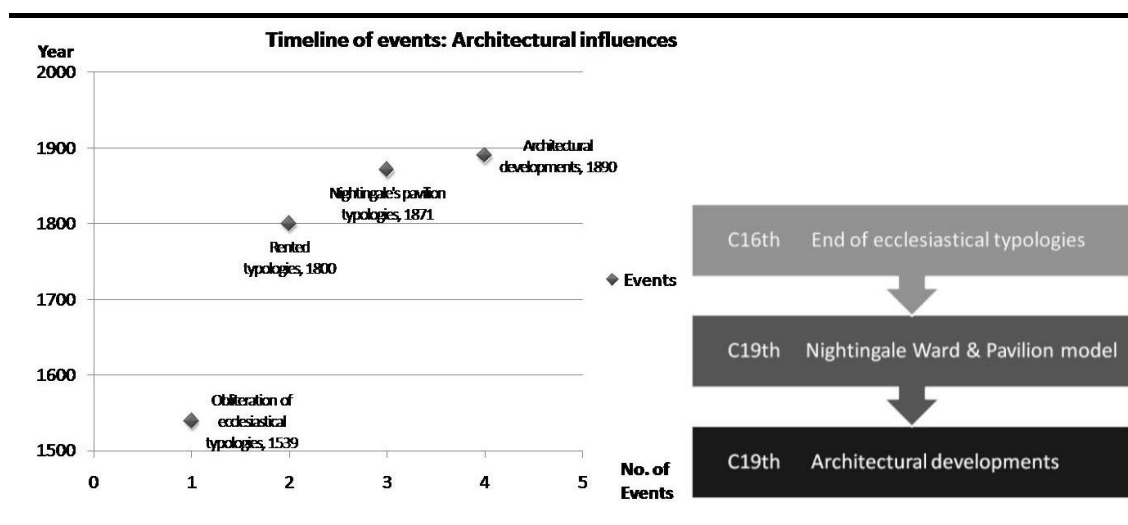 Timeline of events: Architectural influences
Year
2000
1900
1800
1700
1600
1500
0
1
2
3
4
5
Architectural
developments, 1890
Nightingale's pavilion
typologies, 1871
Rented
typologies, 1800
Obliteration of
ecclesiastical
typologies, 1539
Events
No. of
Events
C16th End of ecclesiastical typologies
C19th Nightingale Ward & Pavilion model
C19th Architectural developments